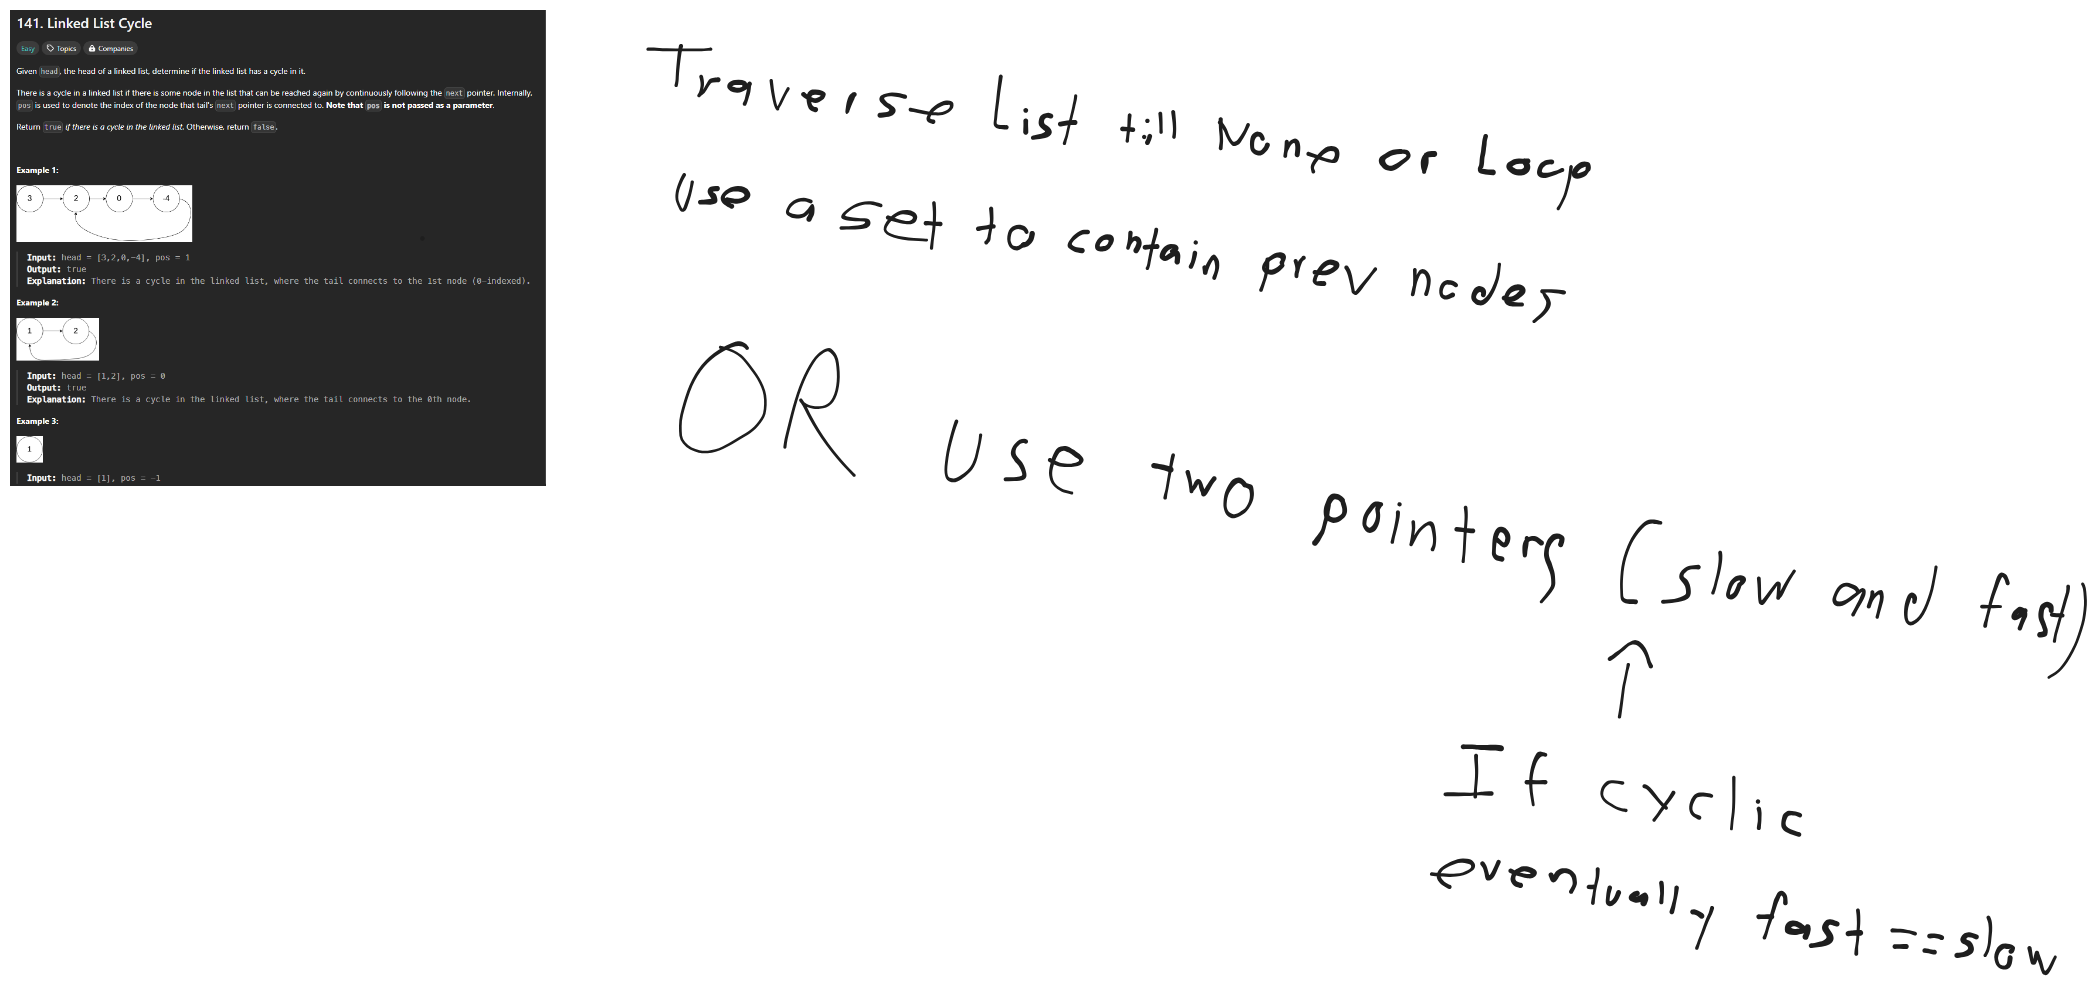 141. Linked List Cycle
Easy Topics Companies
Given head, the head of a linked list, determine if the linked list has a cycle in it.
There is a cycle in a linked list if there is some node in the list that can be reached again by continuously following the next pointer. Internally,
pos is used to denote the index of the node that tail's next pointer is connected to. Note that pos is not passed as a parameter.
Return true if there is a cycle in the linked list. Otherwise, return false.
Example 1:
3 2 0 -4
Input: head = [3,2,0,-4], pos = 1
Output: true
Explanation: There is a cycle in the linked list, where the tail connects to the 1st node (0-indexed).
Example 2:
1 2
Input: head = [1,2], pos = 0
Output: true
Explanation: There is a cycle in the linked list, where the tail connects to the 0th node.
Example 3:
1
Input: head = [1], pos = -1
Traverse List till None or Loop
Use a set to contain prev nodes
OR Use two pointers (slow and fast)
↑
If cyclic
eventually fast == slow